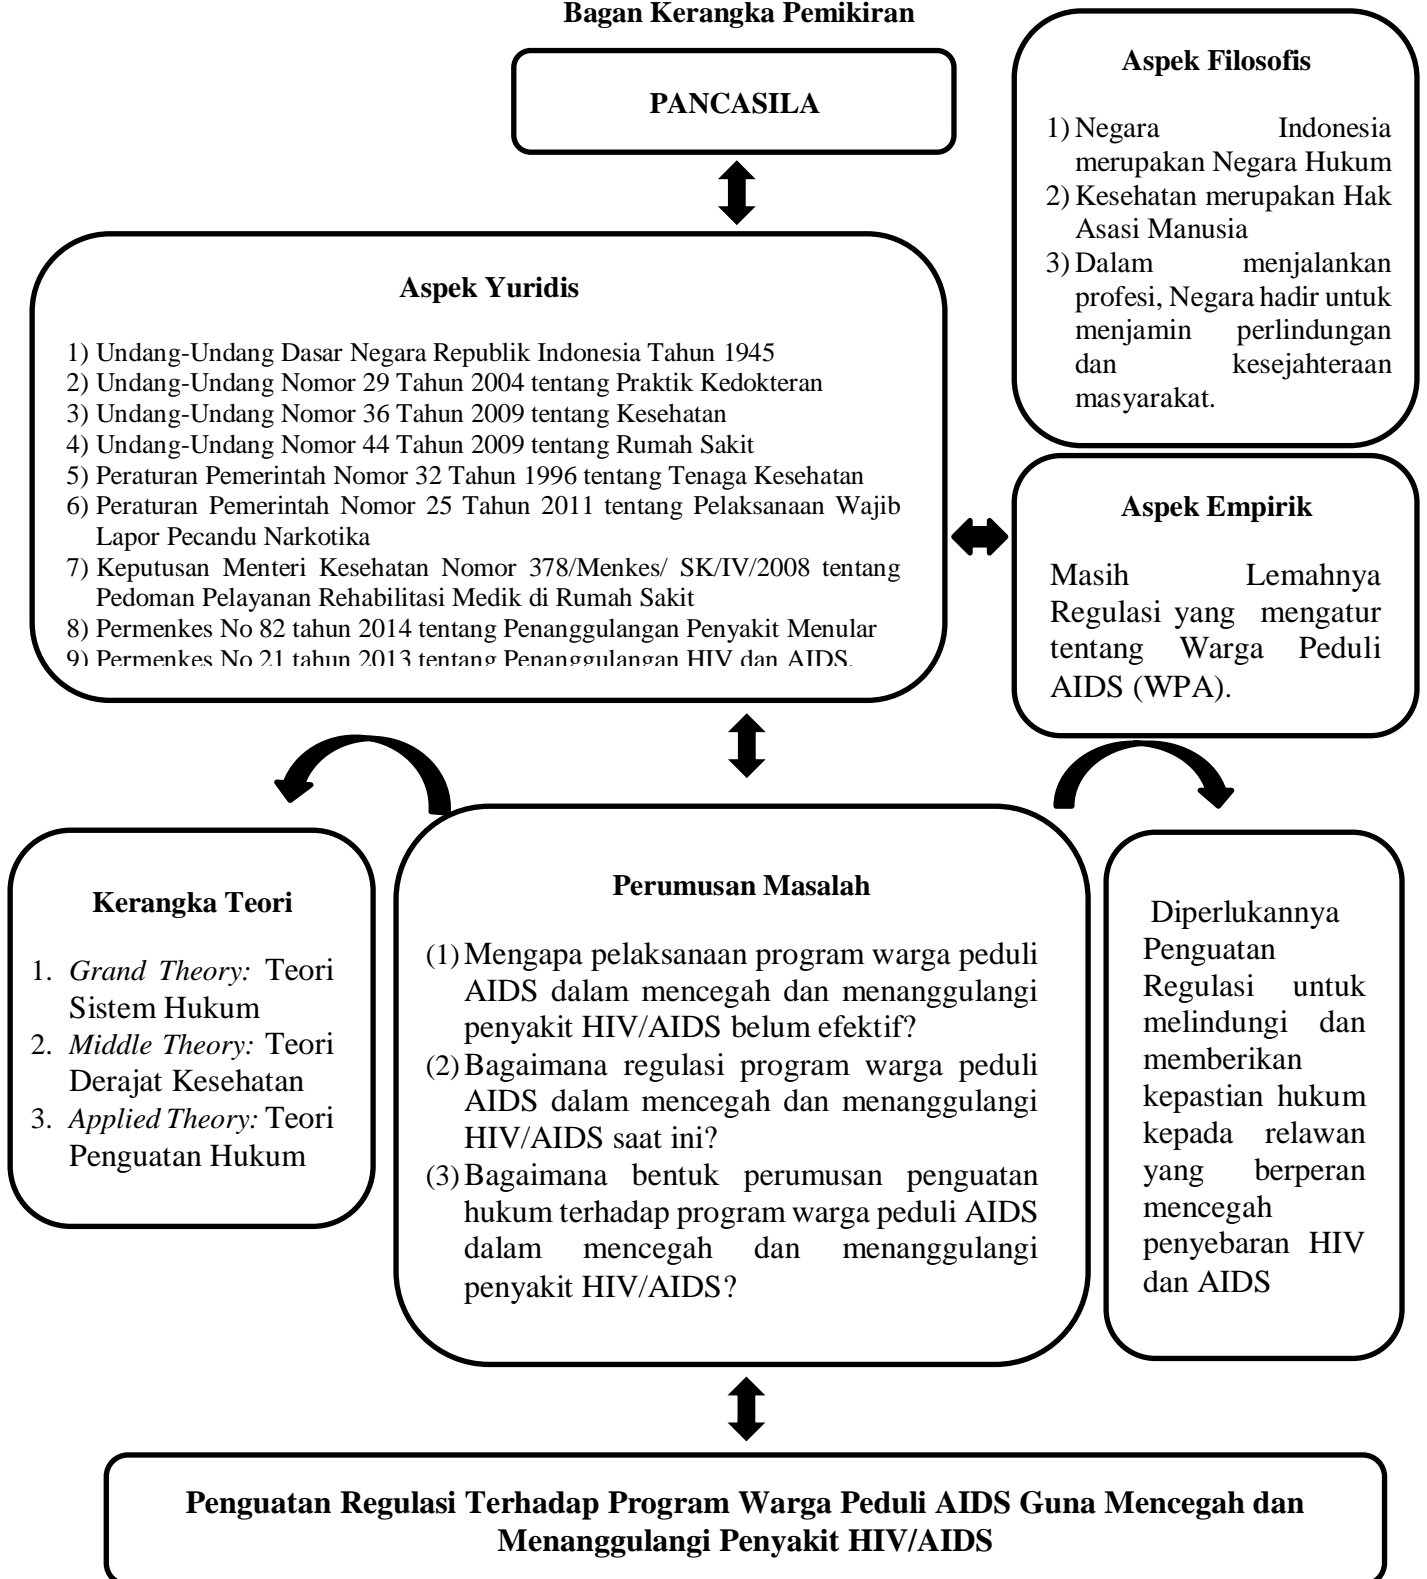 Bagan Kerangka Pemikiran
PANCASILA
Aspek Filosofis
1) Negara Indonesia
merupakan Negara Hukum
2) Kesehatan merupakan Hak
Asasi Manusia
3) Dalam menjalankan
profesi, Negara hadir untuk
menjamin perlindungan
dan kesejahteraan
masyarakat.
Aspek Yuridis
1) Undang-Undang Dasar Negara Republik Indonesia Tahun 1945
2) Undang-Undang Nomor 29 Tahun 2004 tentang Praktik Kedokteran
3) Undang-Undang Nomor 36 Tahun 2009 tentang Kesehatan
4) Undang-Undang Nomor 44 Tahun 2009 tentang Rumah Sakit
5) Peraturan Pemerintah Nomor 32 Tahun 1996 tentang Tenaga Kesehatan
6) Peraturan Pemerintah Nomor 25 Tahun 2011 tentang Pelaksanaan Wajib
Lapor Pecandu Narkotika
7) Keputusan Menteri Kesehatan Nomor 378/Menkes/ SK/IV/2008 tentang
Pedoman Pelayanan Rehabilitasi Medik di Rumah Sakit
8) Permenkes No 82 tahun 2014 tentang Penanggulangan Penyakit Menular
9) Permenkes No 21 tahun 2013 tentang Penanggulangan HIV dan AIDS.
Aspek Empirik
Masih Lemahnya
Regulasi yang mengatur
tentang Warga Peduli
AIDS (WPA).
Kerangka Teori
1. Grand Theory: Teori
Sistem Hukum
2. Middle Theory: Teori
Derajat Kesehatan
3. Applied Theory: Teori
Penguatan Hukum
Perumusan Masalah
(1) Mengapa pelaksanaan program warga peduli
AIDS dalam mencegah dan menanggulangi
penyakit HIV/AIDS belum efektif?
(2) Bagaimana regulasi program warga peduli
AIDS dalam mencegah dan menanggulangi
HIV/AIDS saat ini?
(3) Bagaimana bentuk perumusan penguatan
hukum terhadap program warga peduli AIDS
dalam mencegah dan menanggulangi
penyakit HIV/AIDS?
Diperlukannya
Penguatan
Regulasi untuk
melindungi dan
memberikan
kepastian hukum
kepada relawan
yang berperan
mencegah
penyebaran HIV
dan AIDS
Penguatan Regulasi Terhadap Program Warga Peduli AIDS Guna Mencegah dan
Menanggulangi Penyakit HIV/AIDS